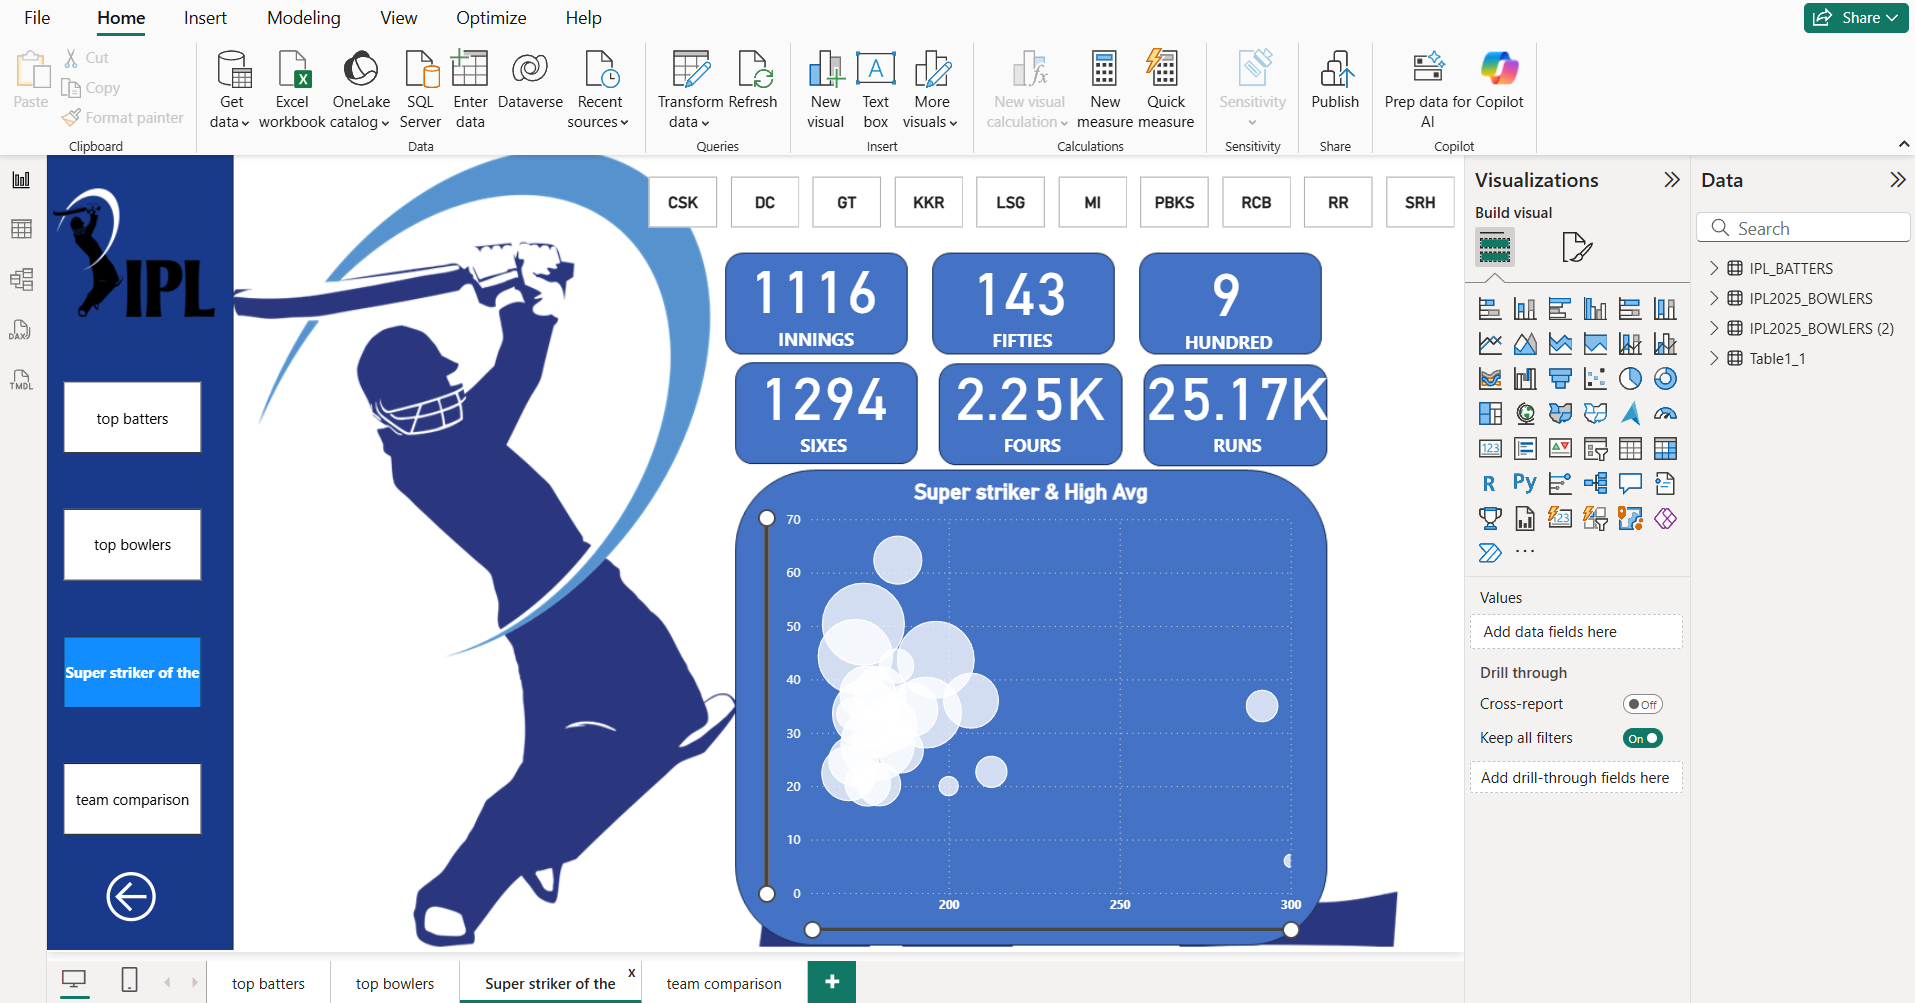 File Home Insert Modeling View Optimize Help
Share
Paste
Cut
Copy
Format painter
Clipboard
Get data
Excel workbook
OneLake catalog
SQL Server
Enter data
Dataverse
Recent sources
Data
Transform data
Refresh
Queries
New visual
Text box
More visuals
Insert
New visual calculation
New measure
Quick measure
Calculations
Sensitivity
Sensitivity
Publish
Share
Prep data for AI
Copilot
Copilot
DAX
TMDL
IPL
top batters
top bowlers
Super striker of the
team comparison
CSK DC GT KKR LSG MI PBKS RCB RR SRH
1116
INNINGS
143
FIFTIES
9
HUNDRED
1294
SIXES
2.25K
FOURS
25.17K
RUNS
Super striker & High Avg
70
60
50
40
30
20
10
0
200 250 300
Visualizations
Build visual
123
R
Py
123
...
Values
Add data fields here
Drill through
Cross-report
Off
Keep all filters
On
Add drill-through fields here
Data
Search
IPL_BATTERS
IPL2025_BOWLERS
IPL2025_BOWLERS (2)
Table1_1
top batters
top bowlers
Super striker of the
x
team comparison
+